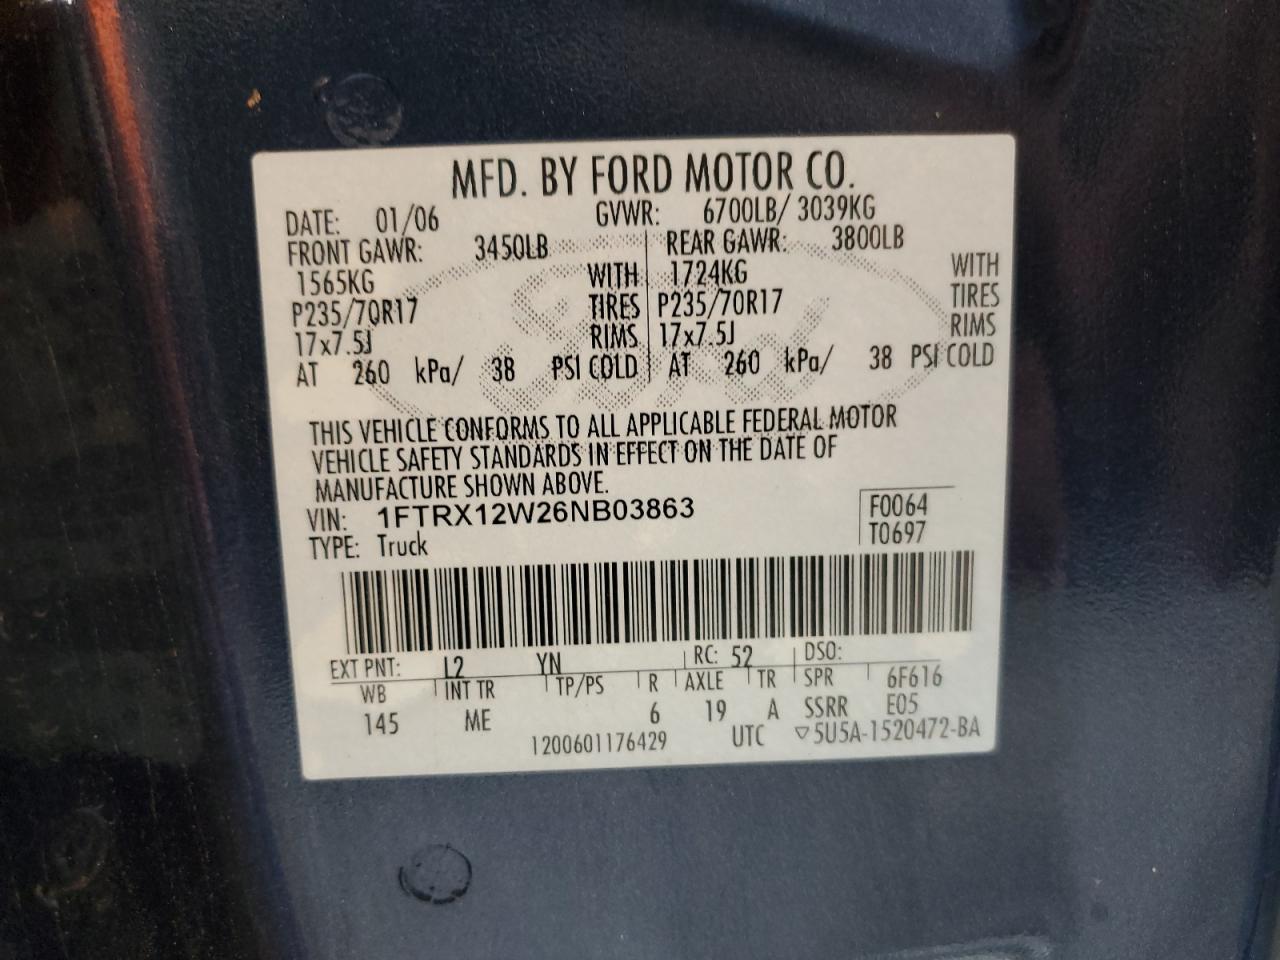 MFD. BY FORD MOTOR CO.
DATE: 01/06 GVWR: 6700LB/ 3039KG
FRONT GAWR: 3450LB REAR GAWR: 3800LB
1565KG WITH 1724KG WITH
P235/70R17 TIRES P235/70R17 TIRES
17x7.5J RIMS 17x7.5J RIMS
AT 260 kPa/ 38 PSI COLD AT 260 kPa/ 38 PSI COLD
THIS VEHICLE CONFORMS TO ALL APPLICABLE FEDERAL MOTOR
VEHICLE SAFETY STANDARDS IN EFFECT ON THE DATE OF
MANUFACTURE SHOWN ABOVE.
VIN: 1FTRX12W26NB03863 F0064
TYPE: Truck T0697
EXT PNT: L2 YN RC: 52 DSO:
WB INT TR TP/PS R AXLE TR SPR 6F616
145 ME 6 19 A SSRR E05
1200601176429 UTC ▽5U5A-1520472-BA